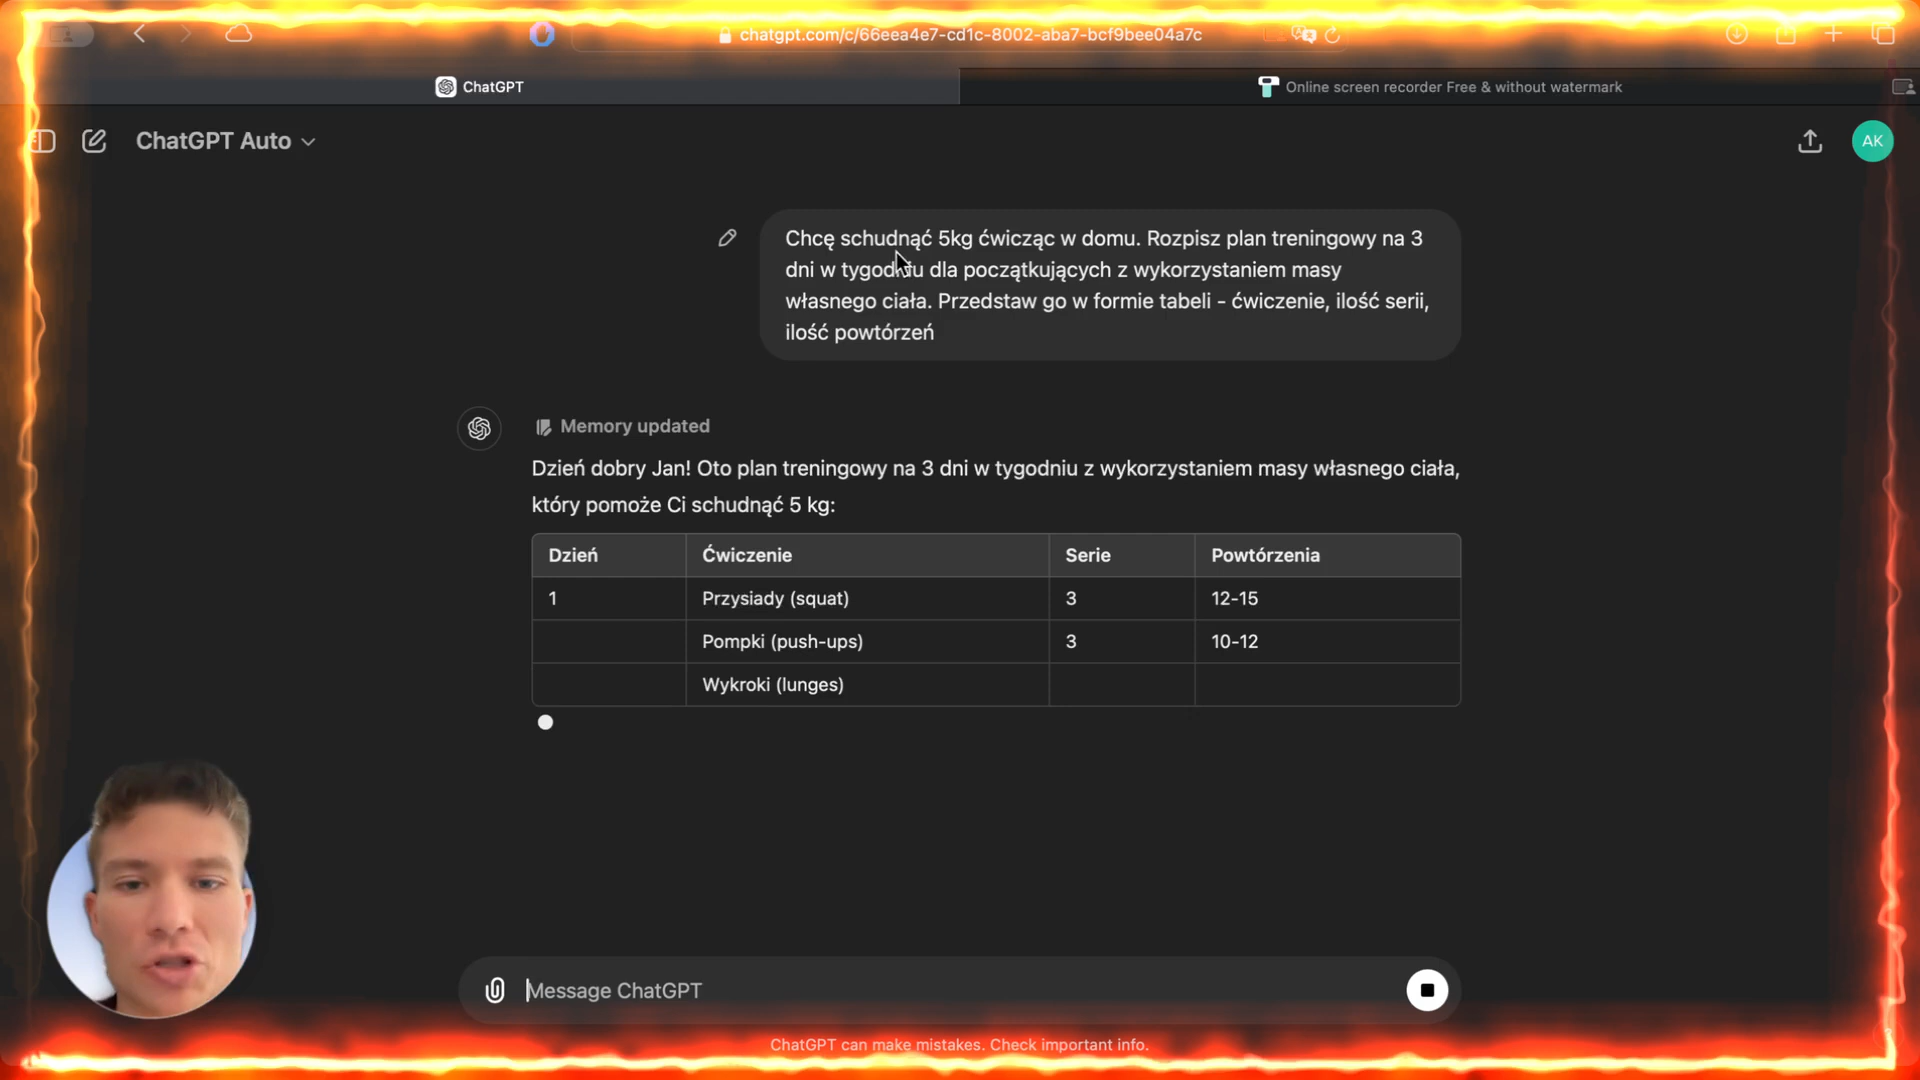 chatgpt.com/c/66eea4e7-cd1c-8002-aba7-bcf9bee04a7c
ChatGPT
Online screen recorder Free & without watermark
ChatGPT Auto
AK
Chcę schudnąć 5kg ćwicząc w domu. Rozpisz plan treningowy na 3
dni w tygodniu dla początkujących z wykorzystaniem masy
własnego ciała. Przedstaw go w formie tabeli - ćwiczenie, ilość serii,
ilość powtórzeń
Memory updated
Dzień dobry Jan! Oto plan treningowy na 3 dni w tygodniu z wykorzystaniem masy własnego ciała,
który pomoże Ci schudnąć 5 kg:
Dzień Ćwiczenie Serie Powtórzenia
1 Przysiady (squat) 3 12-15
Pompki (push-ups) 3 10-12
Wykroki (lunges)
Message ChatGPT
ChatGPT can make mistakes. Check important info.